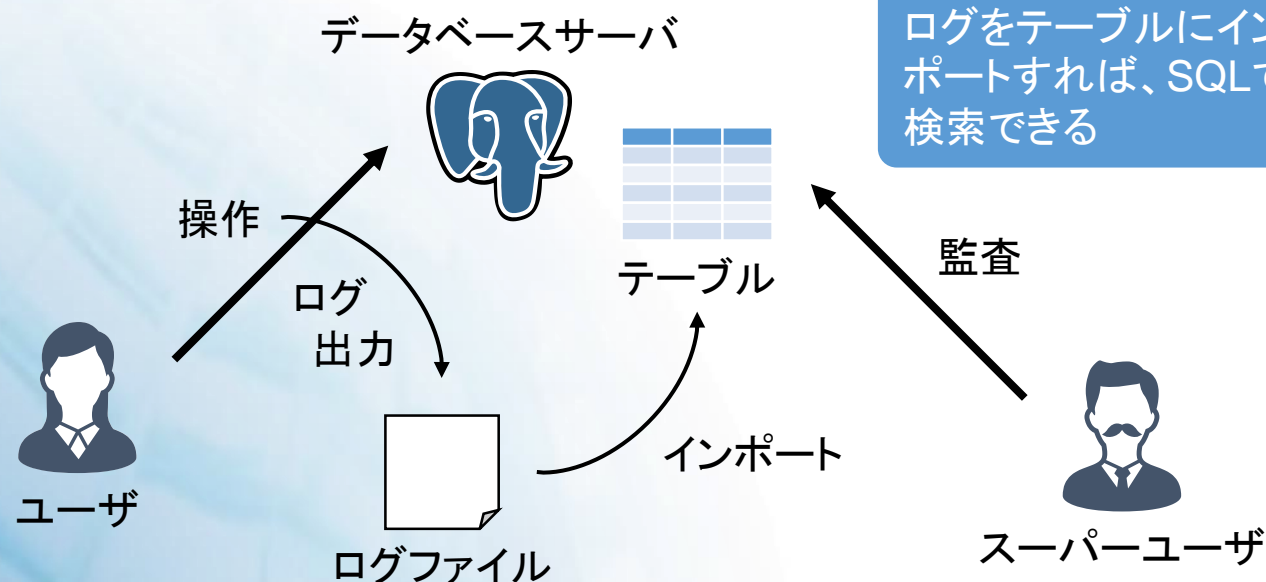 データベースサーバ
ログをテーブルにイン
ポートすれば、SQLで
検索できる
操作
テーブル
監査
ログ
出力
インポート
ユーザ
ログファイル
スーパーユーザ